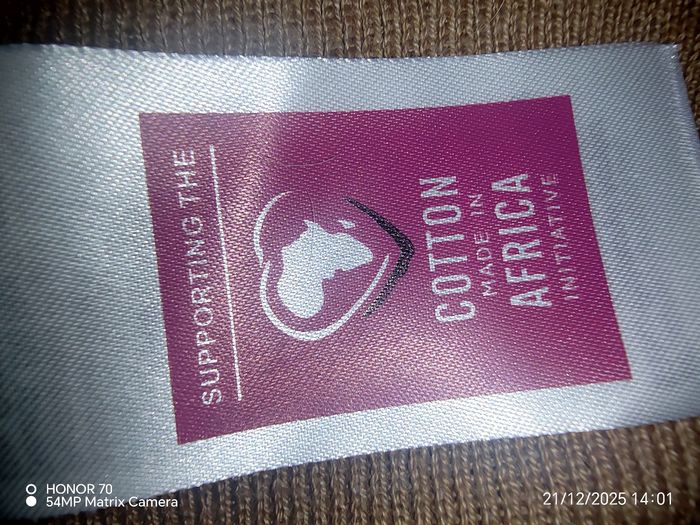 SUPPORTING THE
COTTON
MADE IN
AFRICA
INITIATIVE
HONOR 70
54MP Matrix Camera
21/12/2025 14:01